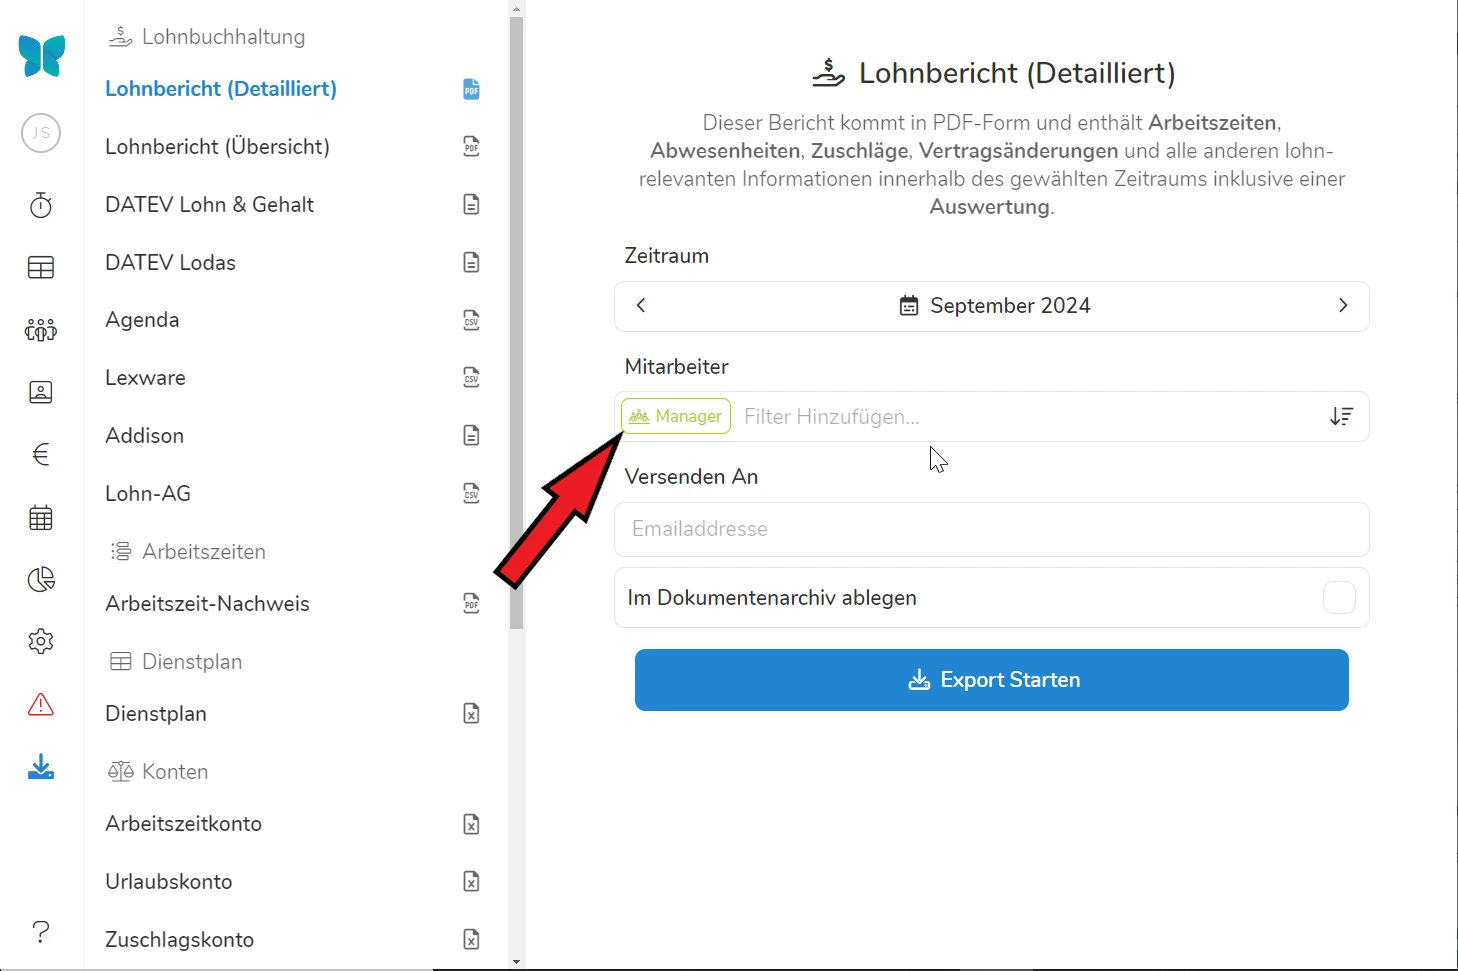 JS
Lohnbuchhaltung
Lohnbericht (Detailliert)
PDF
Lohnbericht (Übersicht)
PDF
DATEV Lohn & Gehalt
DATEV Lodas
Agenda
CSV
Lexware
CSV
Addison
Lohn-AG
CSV
Arbeitszeiten
Arbeitszeit-Nachweis
PDF
Dienstplan
Dienstplan
Konten
Arbeitszeitkonto
Urlaubskonto
Zuschlagskonto
?
Lohnbericht (Detailliert)
Dieser Bericht kommt in PDF-Form und enthält Arbeitszeiten,
Abwesenheiten, Zuschläge, Vertragsänderungen und alle anderen lohn-
relevanten Informationen innerhalb des gewählten Zeitraums inklusive einer
Auswertung.
Zeitraum
September 2024
Mitarbeiter
Manager Filter Hinzufügen...
Versenden An
Emailaddresse
Im Dokumentenarchiv ablegen
Export Starten